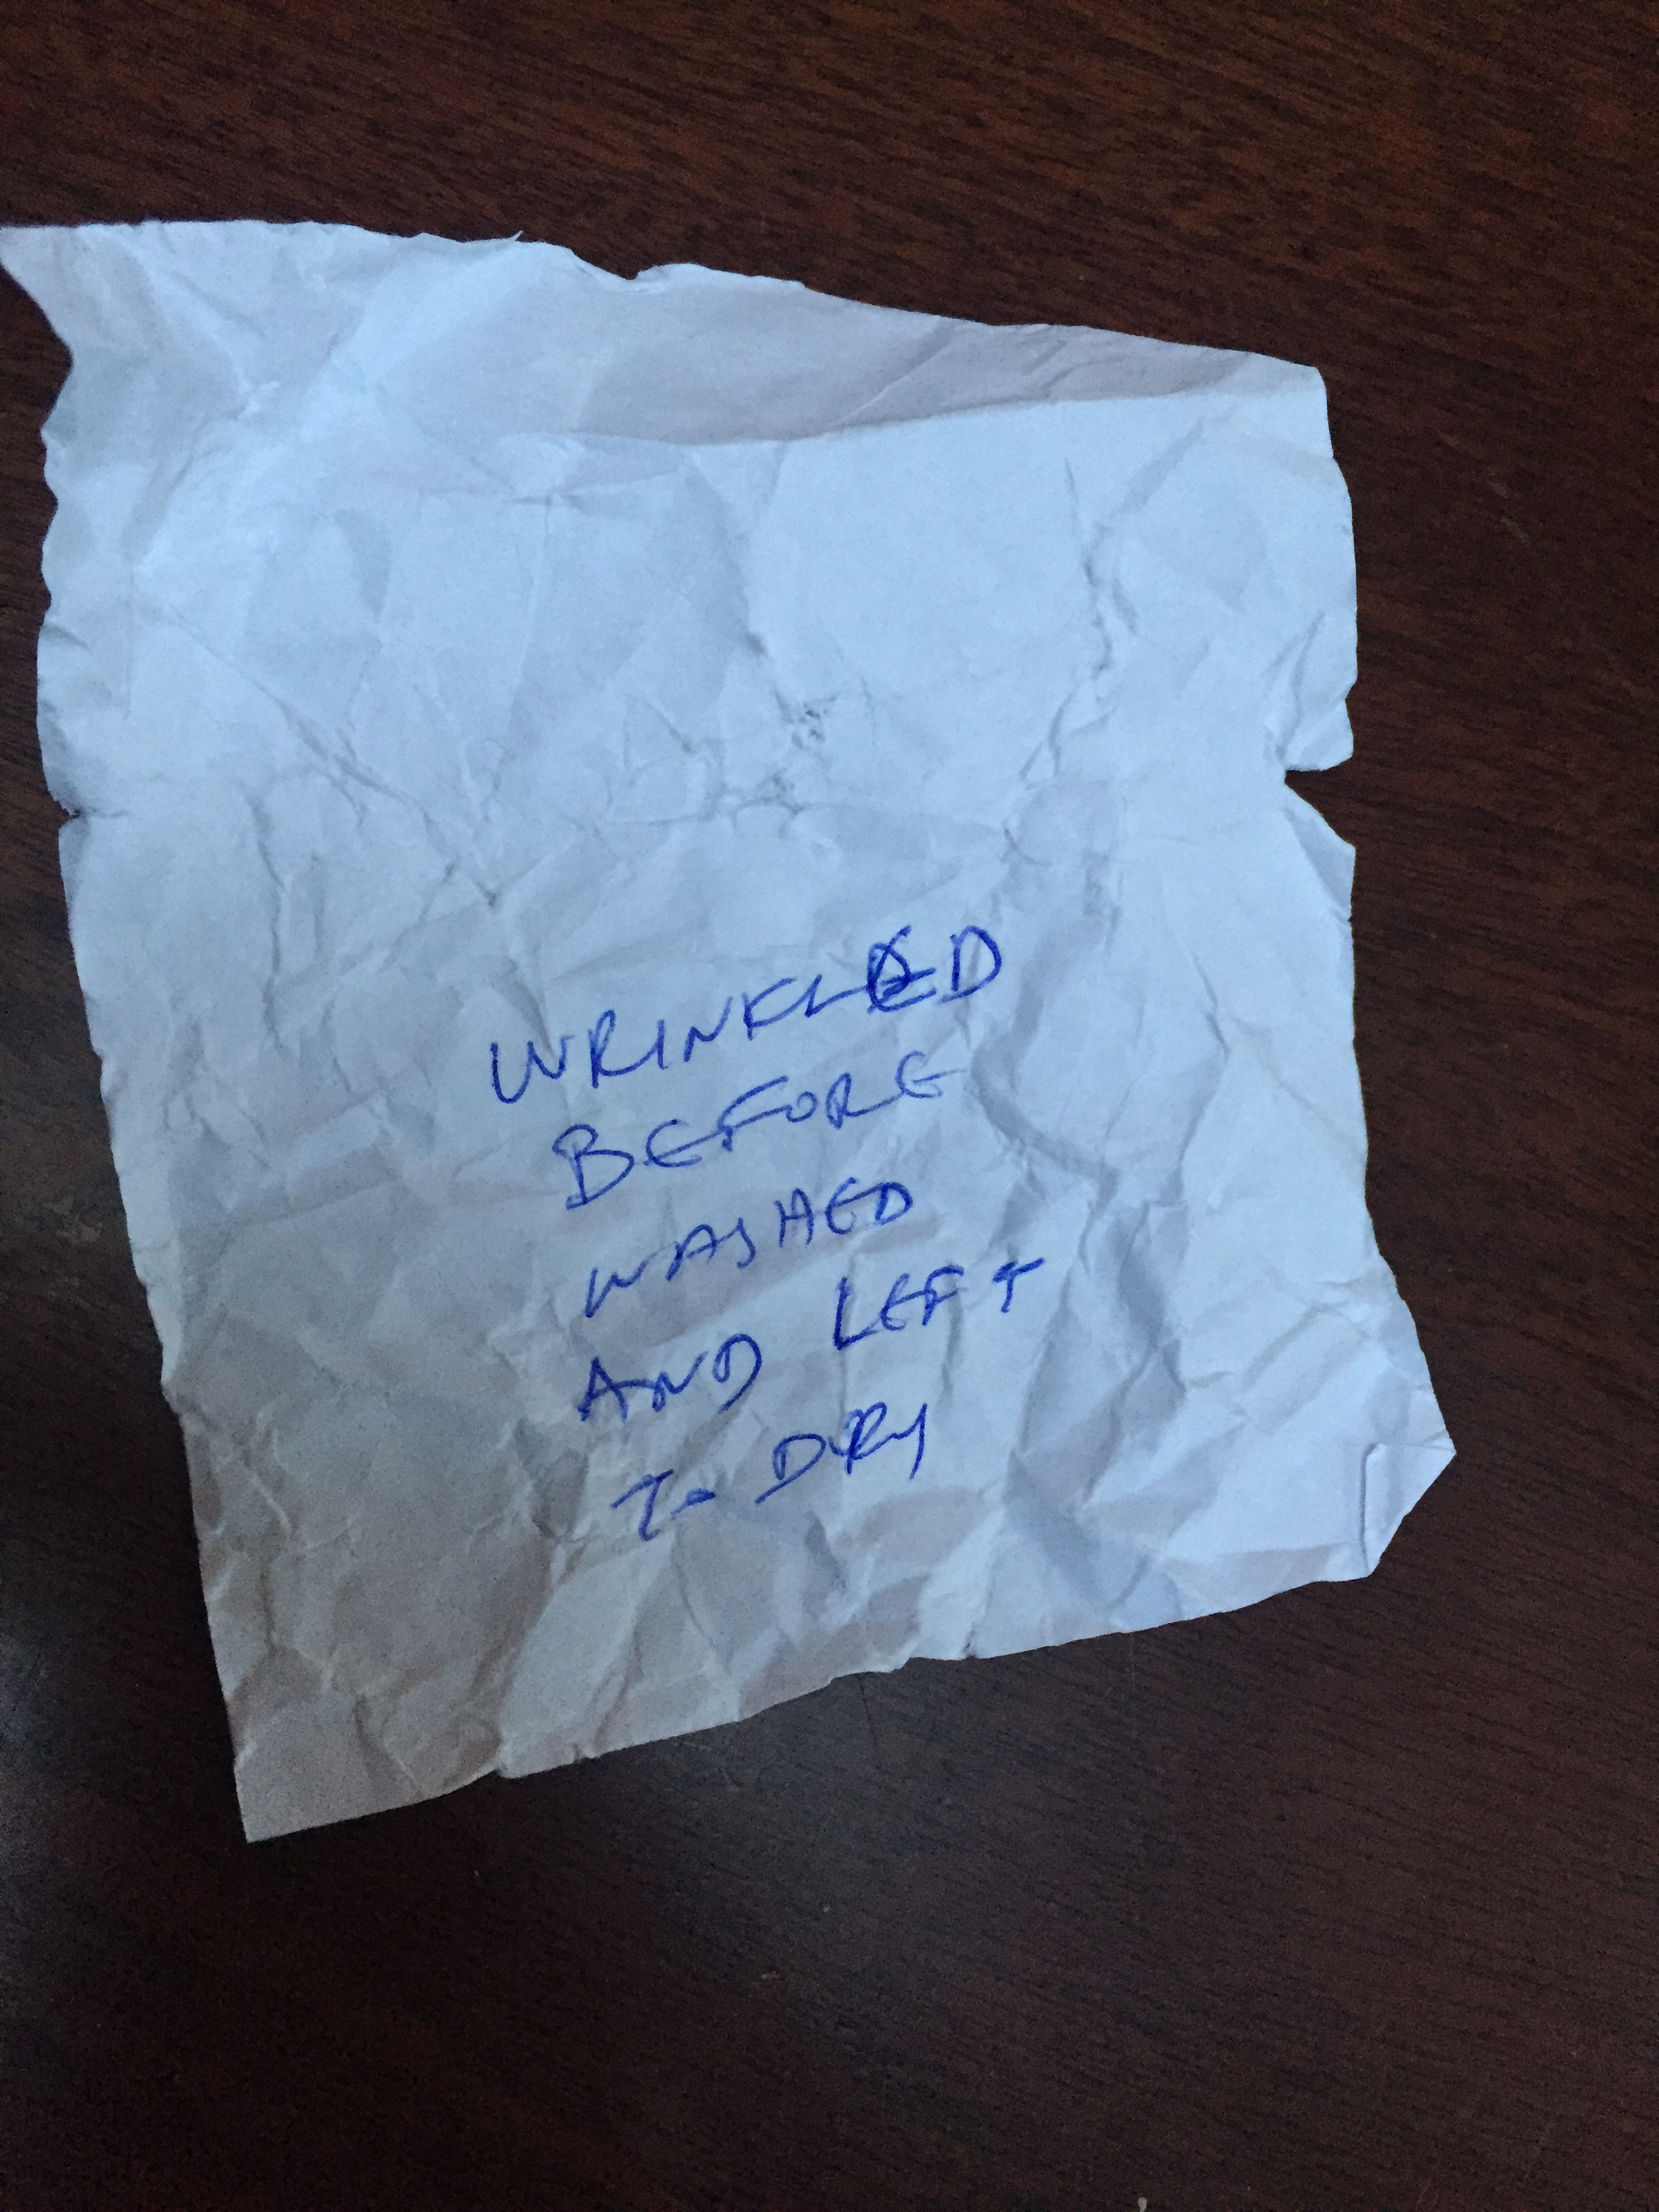 WRINKLED
BEFORE
WASHED
AND LEFT
To DRY